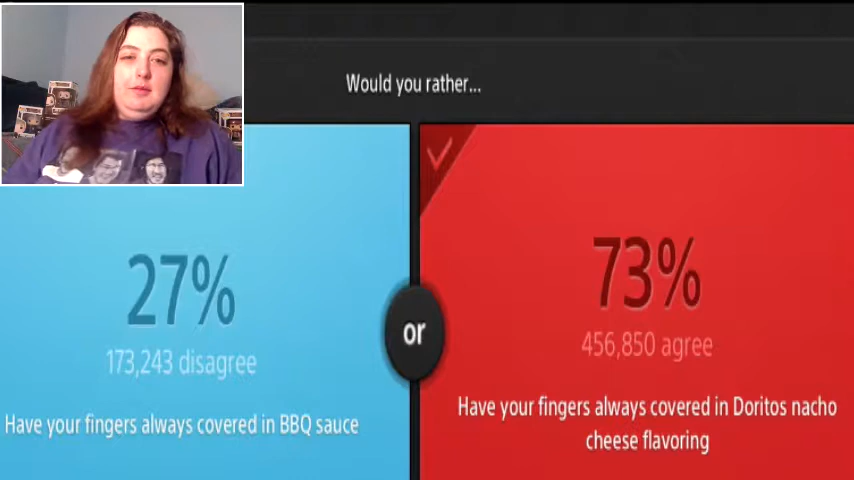 Would you rather...
27%
173,243 disagree
Have your fingers always covered in BBQ sauce
or
73%
456,850 agree
Have your fingers always covered in Doritos nacho
cheese flavoring